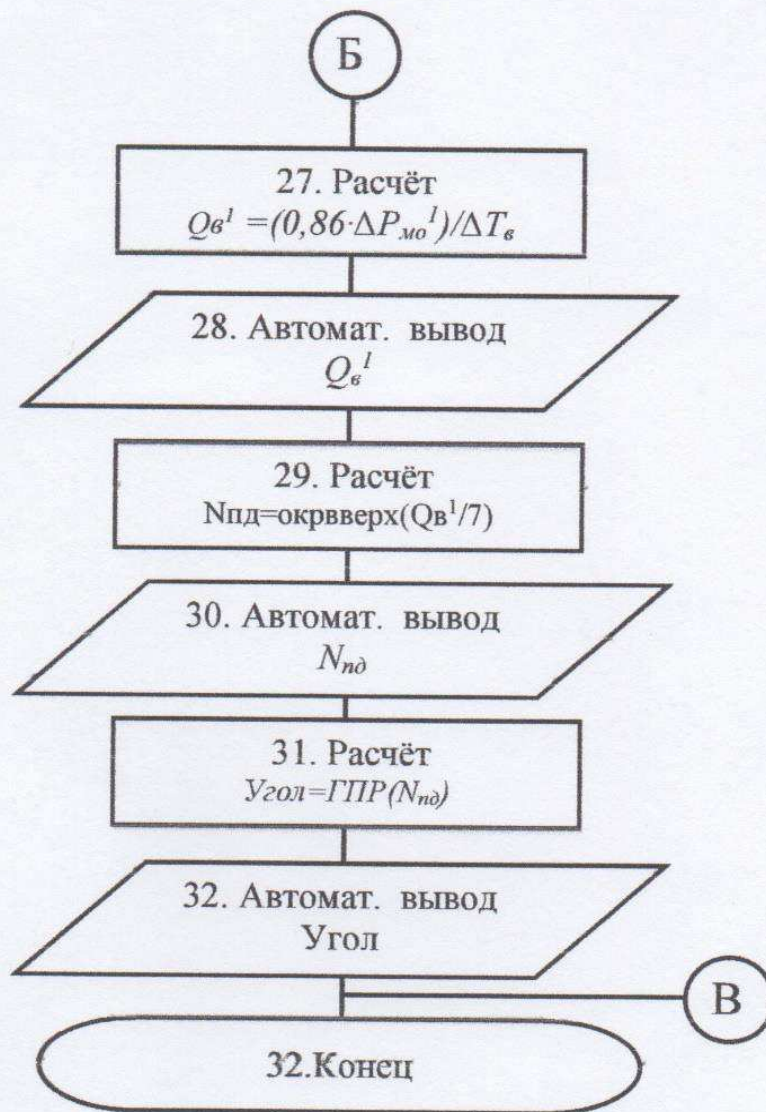 Б
27. Расчёт
Qв¹ =(0,86·ΔPмо¹)/ΔTв
28. Автомат. вывод
Qв¹
29. Расчёт
Nпд=окрвверх(Qв¹/7)
30. Автомат. вывод
Nпд
31. Расчёт
Угол=ГПР(Nпд)
32. Автомат. вывод
Угол
В
32.Конец